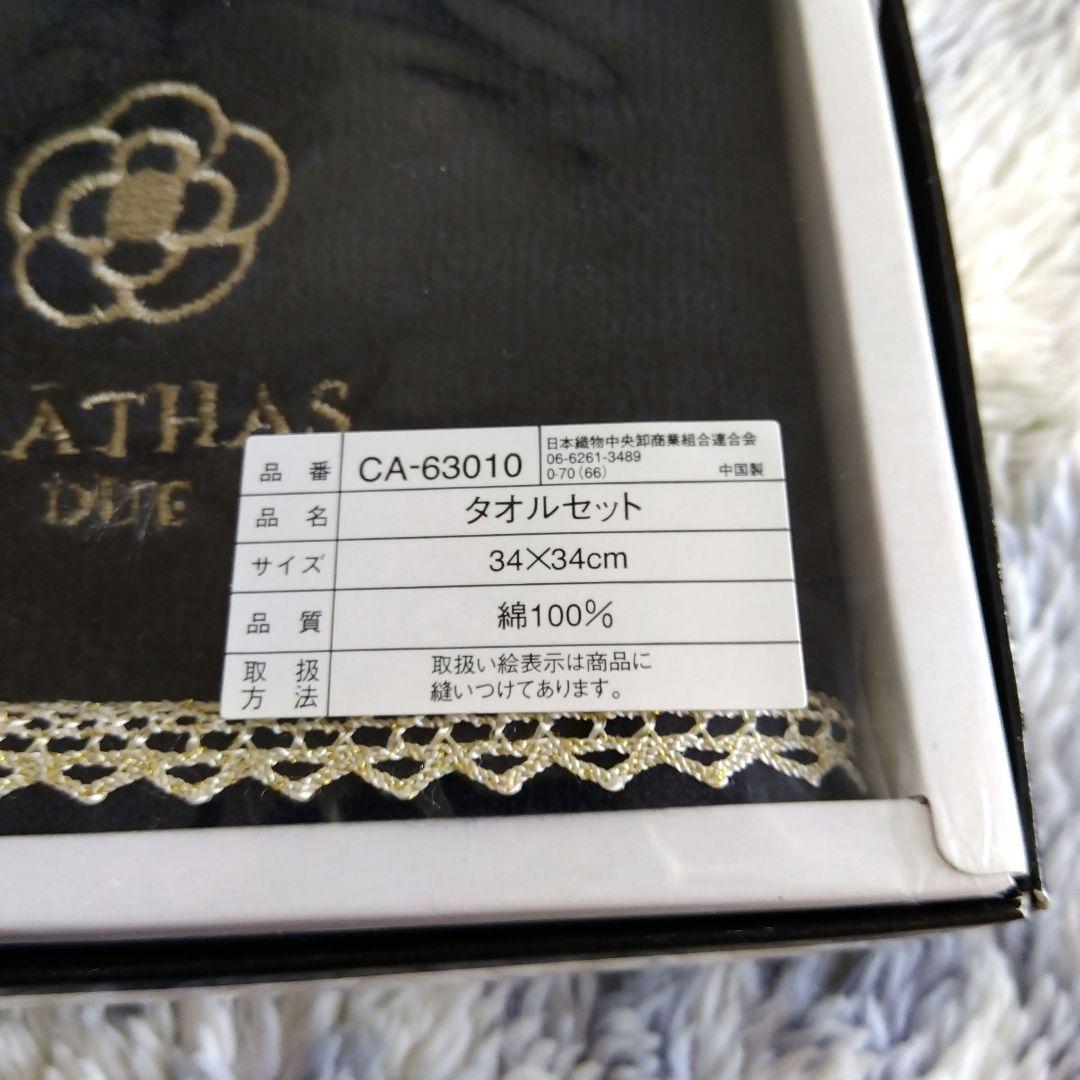 ĀTHAS
DUE
品番 CA-63010
日本織物中央卸商業組合連合会
06-6261-3489
0-70(66) 中国製
品名 タオルセット
サイズ 34×34cm
品質 綿100%
取扱方法 取扱い絵表示は商品に
縫いつけてあります。